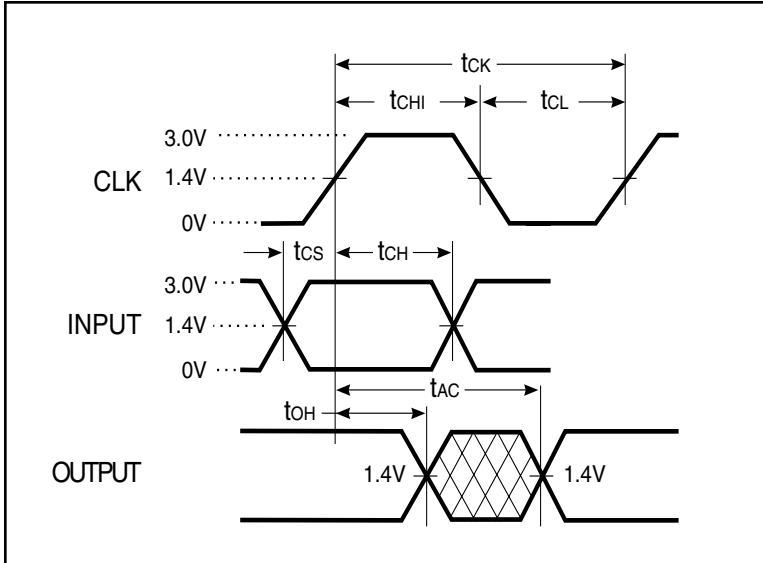 tCK
tCHI tCL
3.0V
CLK 1.4V
0V
tCS tCH
3.0V
INPUT 1.4V
0V
tAC
tOH
OUTPUT 1.4V 1.4V